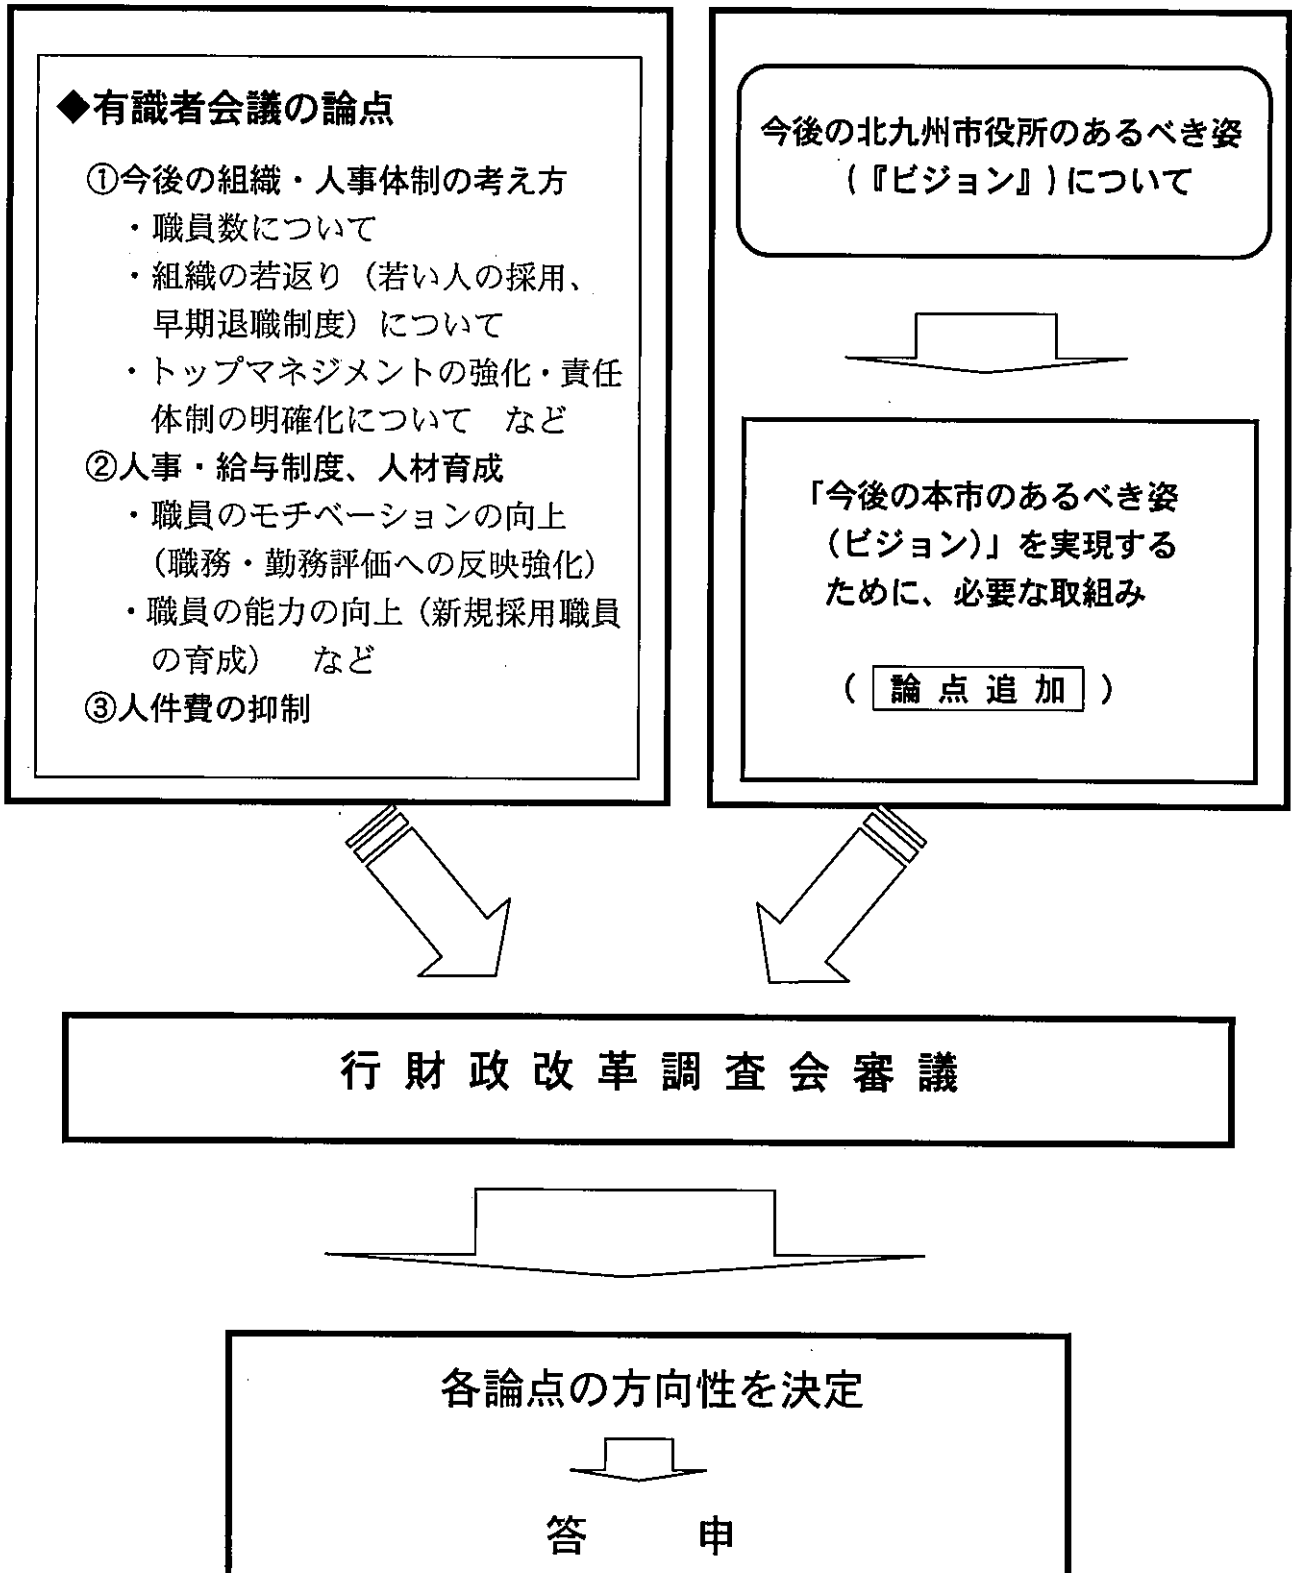 ◆有識者会議の論点
①今後の組織・人事体制の考え方
・職員数について
・組織の若返り（若い人の採用、
早期退職制度）について
・トップマネジメントの強化・責任
体制の明確化について　など
②人事・給与制度、人材育成
・職員のモチベーションの向上
（職務・勤務評価への反映強化）
・職員の能力の向上（新規採用職員
の育成）　など
③人件費の抑制
今後の北九州市役所のあるべき姿
（『ビジョン』）について
「今後の本市のあるべき姿
（ビジョン）」を実現する
ために、必要な取組み
（論点追加）
行財政改革調査会審議
各論点の方向性を決定
答　申